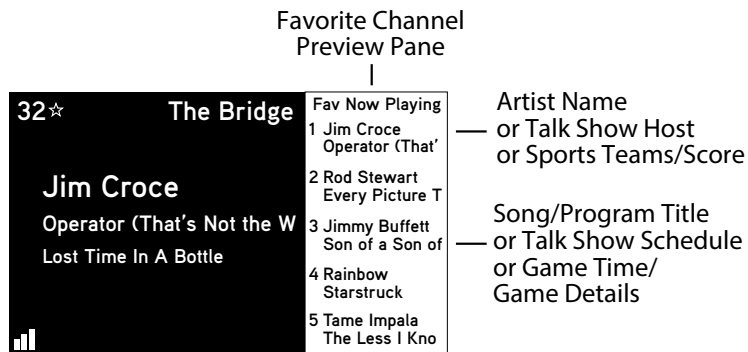 Favorite Channel
Preview Pane
32☆ The Bridge
Jim Croce
Operator (That's Not the W
Lost Time In A Bottle
Fav Now Playing
1 Jim Croce
Operator (That'
2 Rod Stewart
Every Picture T
3 Jimmy Buffett
Son of a Son of
4 Rainbow
Starstruck
5 Tame Impala
The Less I Kno
Artist Name
or Talk Show Host
or Sports Teams/Score
Song/Program Title
or Talk Show Schedule
or Game Time/
Game Details